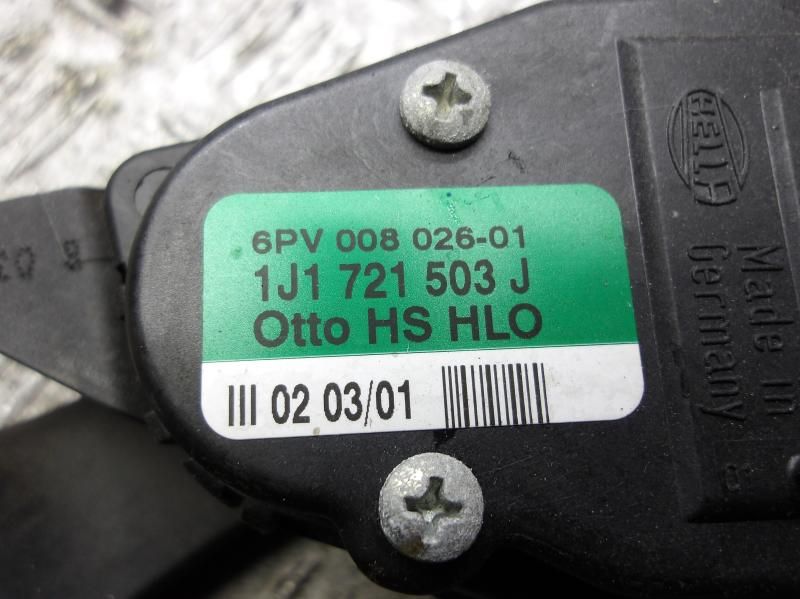 6PV 008 026-01
1J1 721 503 J
Otto HS HLO
III 02 03/01
HELLA
Made in
Germany